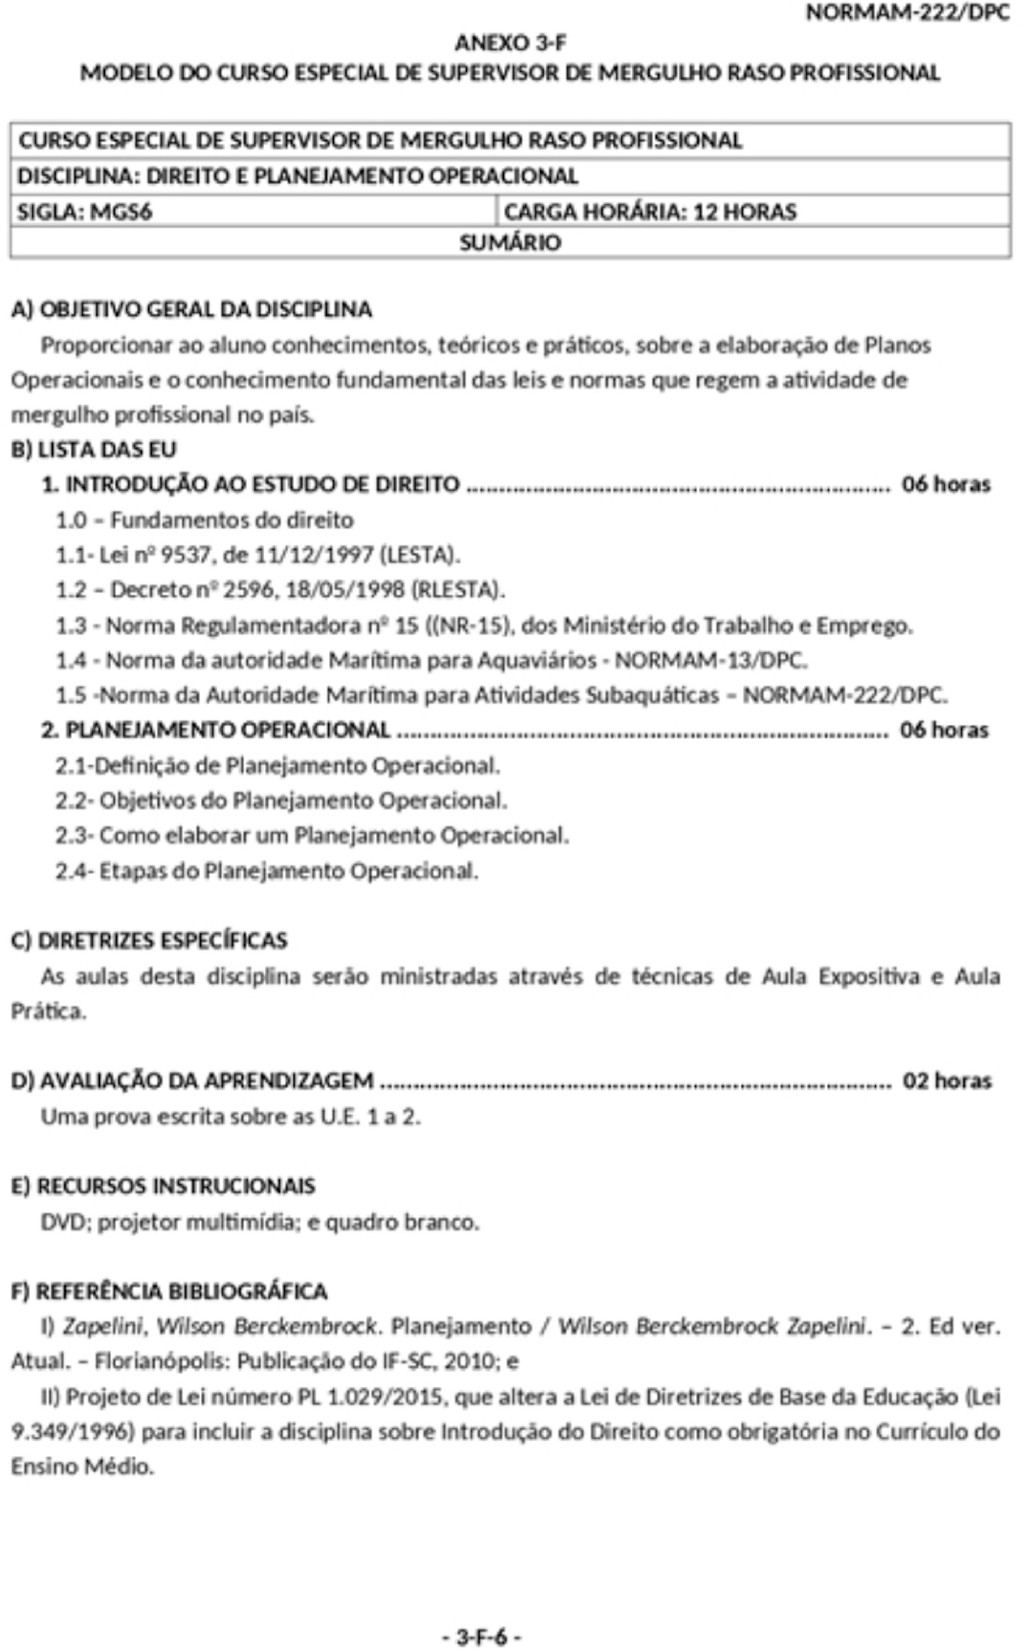 NORMAM-222/DPC
ANEXO 3-F
MODELO DO CURSO ESPECIAL DE SUPERVISOR DE MERGULHO RASO PROFISSIONAL
CURSO ESPECIAL DE SUPERVISOR DE MERGULHO RASO PROFISSIONAL
DISCIPLINA: DIREITO E PLANEJAMENTO OPERACIONAL
SIGLA: MGS6 CARGA HORÁRIA: 12 HORAS
SUMÁRIO
A) OBJETIVO GERAL DA DISCIPLINA
Proporcionar ao aluno conhecimentos, teóricos e práticos, sobre a elaboração de Planos
Operacionais e o conhecimento fundamental das leis e normas que regem a atividade de
mergulho profissional no país.
B) LISTA DAS EU
1. INTRODUÇÃO AO ESTUDO DE DIREITO ................................................................ 06 horas
1.0 – Fundamentos do direito
1.1- Lei nº 9537, de 11/12/1997 (LESTA).
1.2 – Decreto nº 2596, 18/05/1998 (RLESTA).
1.3 - Norma Regulamentadora nº 15 ((NR-15), dos Ministério do Trabalho e Emprego.
1.4 - Norma da autoridade Marítima para Aquaviários - NORMAM-13/DPC.
1.5 -Norma da Autoridade Marítima para Atividades Subaquáticas – NORMAM-222/DPC.
2. PLANEJAMENTO OPERACIONAL .......................................................................... 06 horas
2.1-Definição de Planejamento Operacional.
2.2- Objetivos do Planejamento Operacional.
2.3- Como elaborar um Planejamento Operacional.
2.4- Etapas do Planejamento Operacional.
C) DIRETRIZES ESPECÍFICAS
As aulas desta disciplina serão ministradas através de técnicas de Aula Expositiva e Aula
Prática.
D) AVALIAÇÃO DA APRENDIZAGEM ............................................................................. 02 horas
Uma prova escrita sobre as U.E. 1 a 2.
E) RECURSOS INSTRUCIONAIS
DVD; projetor multimídia; e quadro branco.
F) REFERÊNCIA BIBLIOGRÁFICA
I) Zapelini, Wilson Berckembrock. Planejamento / Wilson Berckembrock Zapelini. – 2. Ed ver.
Atual. – Florianópolis: Publicação do IF-SC, 2010; e
II) Projeto de Lei número PL 1.029/2015, que altera a Lei de Diretrizes de Base da Educação (Lei
9.349/1996) para incluir a disciplina sobre Introdução do Direito como obrigatória no Currículo do
Ensino Médio.
- 3-F-6 -